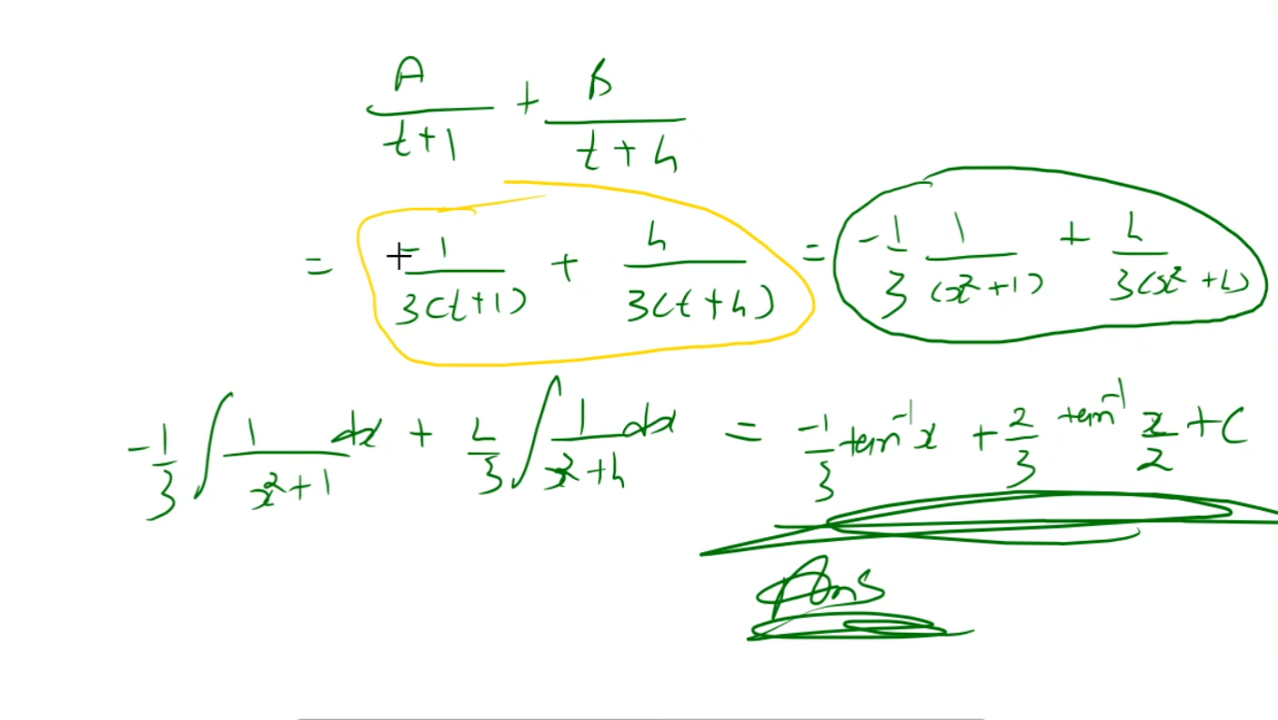 A/(t+1) + B/(t+4)
= -1/(3(t+1)) + 4/(3(t+4)) = -1/3 1/(x²+1) + 4/(3(x²+4))
-1/3 ∫ 1/(x²+1) dx + 4/3 ∫ 1/(x²+4) dx = -1/3 tan⁻¹x + 2/3 tan⁻¹ x/2 + C
Ans